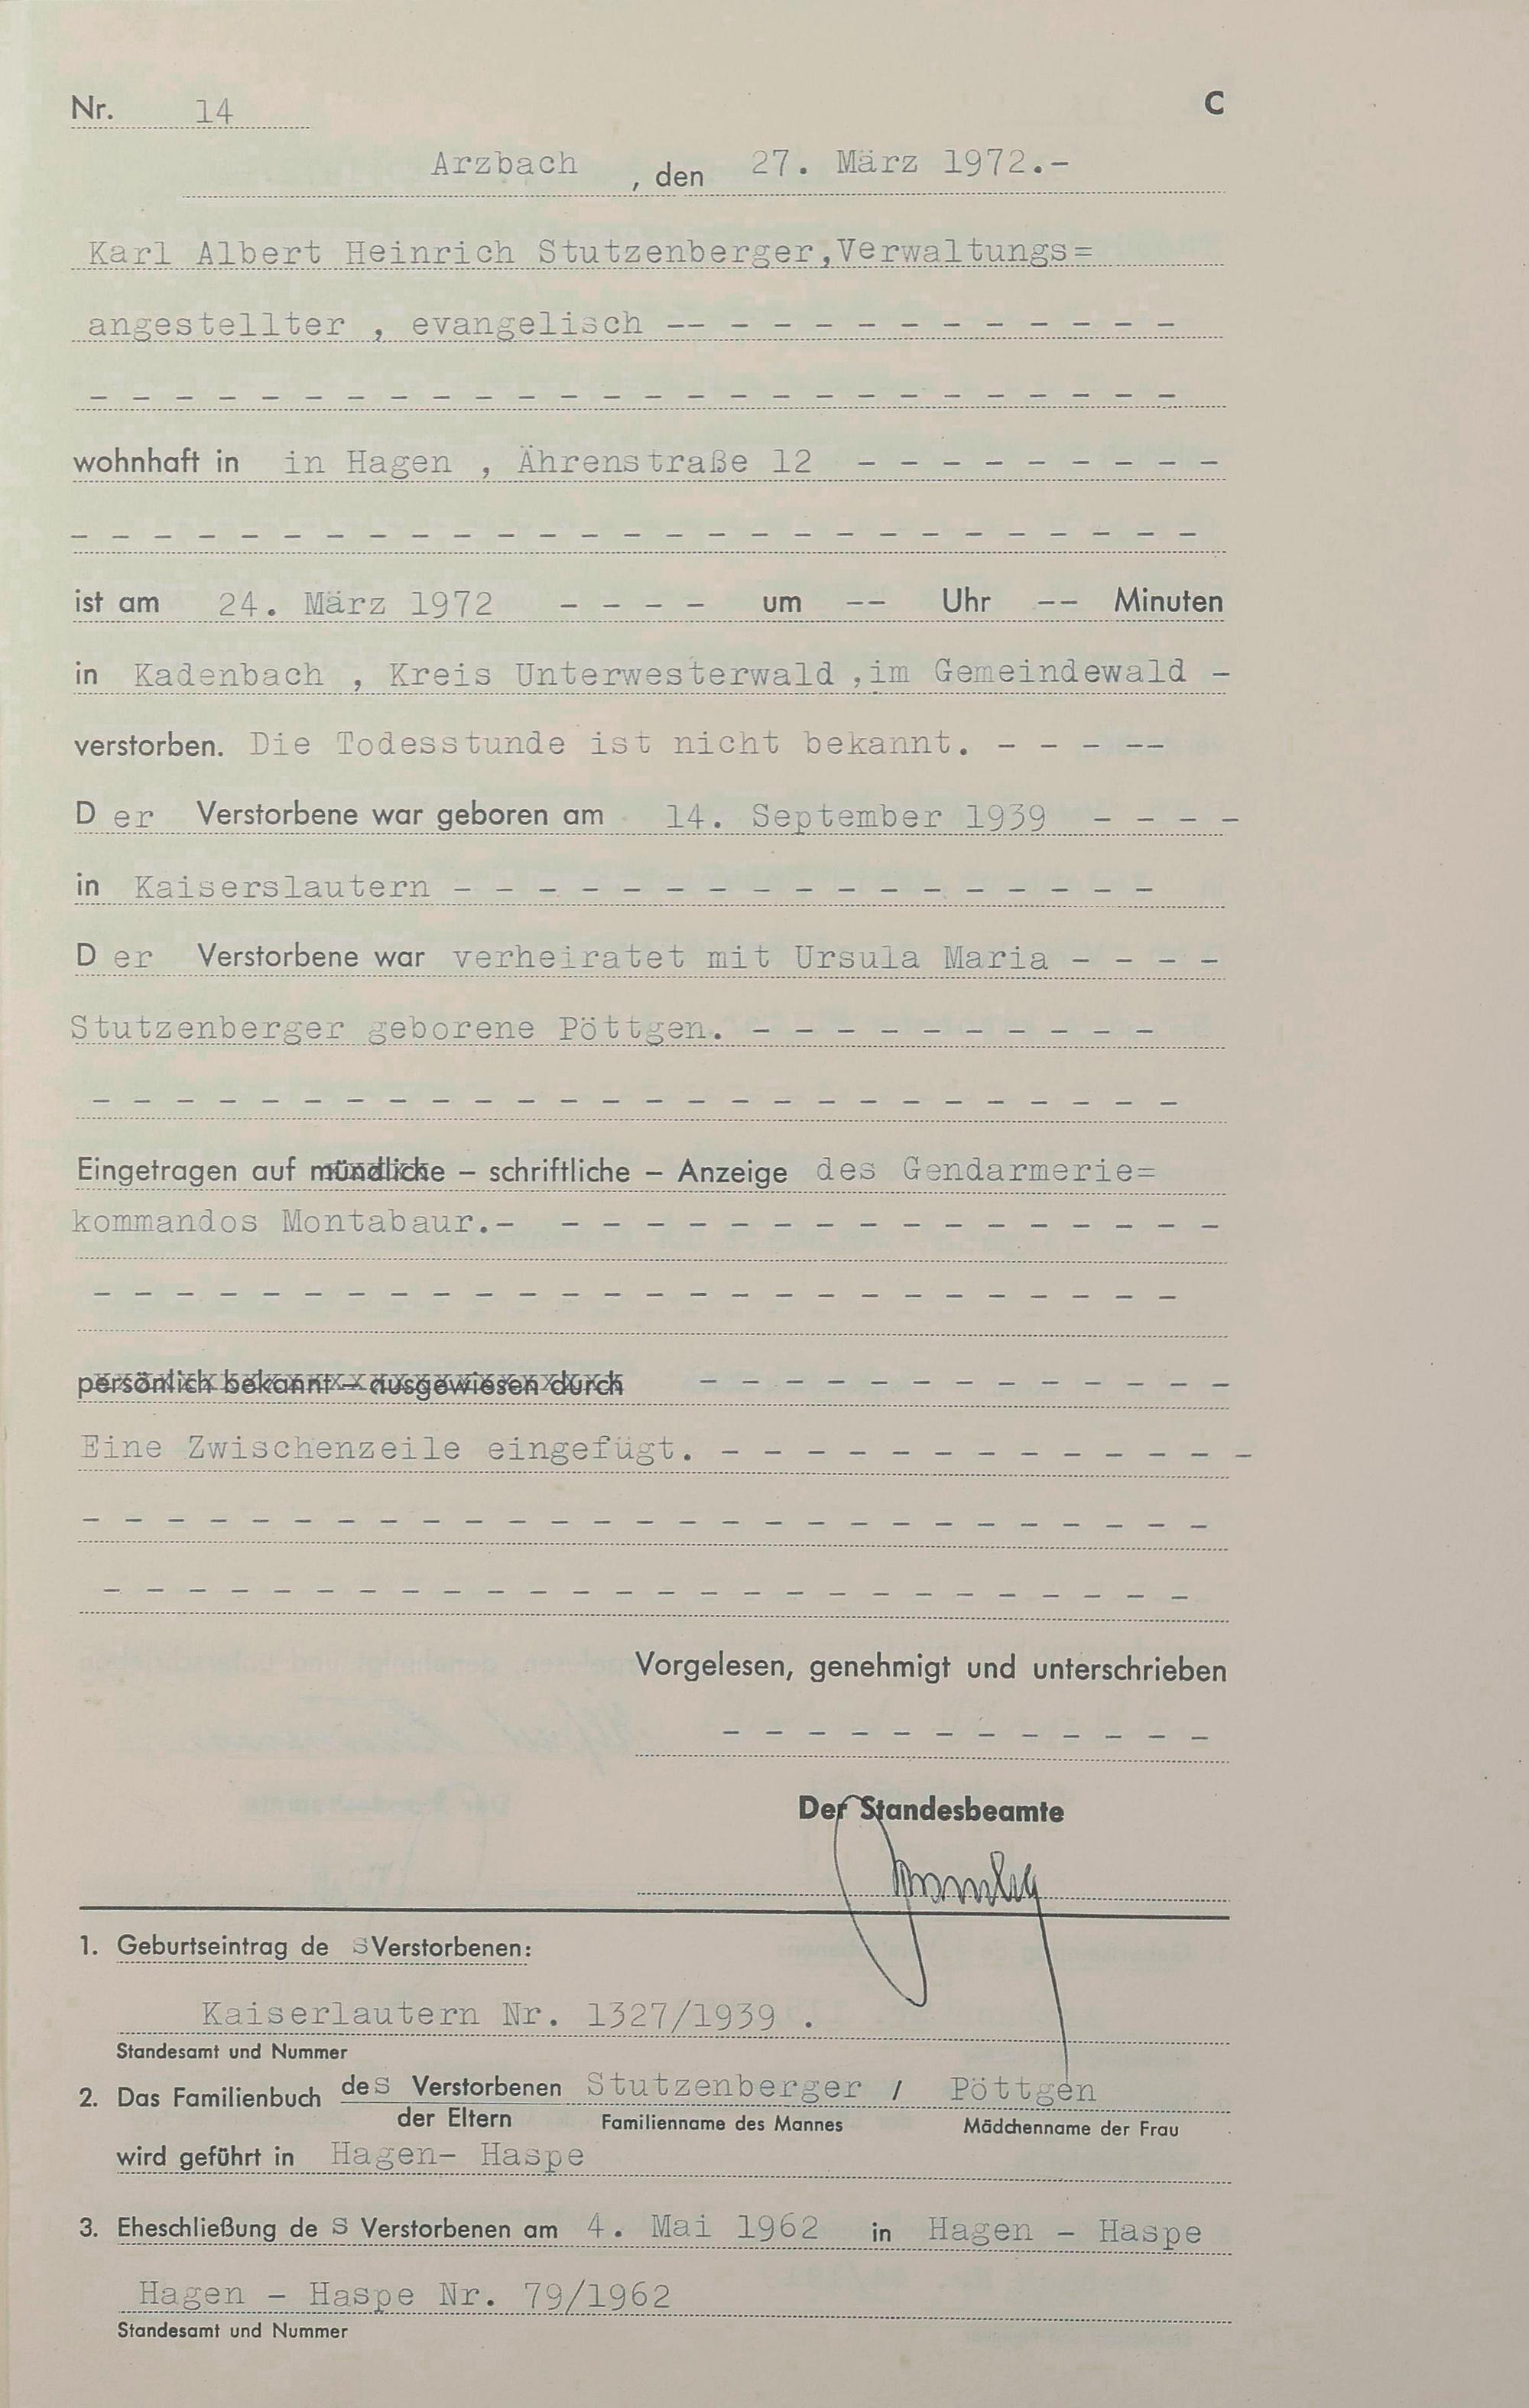 Nr. 14 C
Arzbach , den 27. März 1972.-
Karl Albert Heinrich Stutzenberger,Verwaltungs=
angestellter , evangelisch -- - - - - - - - - - - -
- - - - - - - - - - - - - - - - - - - - - - - - - -
wohnhaft in in Hagen , Ährenstraße 12 - - - - - - - - -
- - - - - - - - - - - - - - - - - - - - - - - - - - -
ist am 24. März 1972 - - - - um -- Uhr -- Minuten
in Kadenbach , Kreis Unterwesterwald ,im Gemeindewald -
verstorben. Die Todesstunde ist nicht bekannt. - - - --
D er Verstorbene war geboren am 14. September 1939 - - - -
in Kaiserslautern - - - - - - - - - - - - - - - - -
D er Verstorbene war verheiratet mit Ursula Maria - - - -
Stutzenberger geborene Pöttgen. - - - - - - - - - -
- - - - - - - - - - - - - - - - - - - - - - - - - -
Eingetragen auf mündliche – schriftliche – Anzeige des Gendarmerie=
kommandos Montabaur.- - - - - - - - - - - - - - - - -
- - - - - - - - - - - - - - - - - - - - - - - - - -
persönlich bekannt – ausgewiesen durch - - - - - - - - - - - - -
Eine Zwischenzeile eingefügt. - - - - - - - - - - - - -
- - - - - - - - - - - - - - - - - - - - - - - - - - -
- - - - - - - - - - - - - - - - - - - - - - - - - -
Vorgelesen, genehmigt und unterschrieben
- - - - - - - - - - - -
Der Standesbeamte
1. Geburtseintrag de s Verstorbenen:
Kaiserlautern Nr. 1327/1939 .
Standesamt und Nummer
2. Das Familienbuch des Verstorbenen Stutzenberger / Pöttgen
der Eltern Familienname des Mannes Mädchenname der Frau
wird geführt in Hagen- Haspe
3. Eheschließung de s Verstorbenen am 4. Mai 1962 in Hagen - Haspe
Hagen - Haspe Nr. 79/1962
Standesamt und Nummer